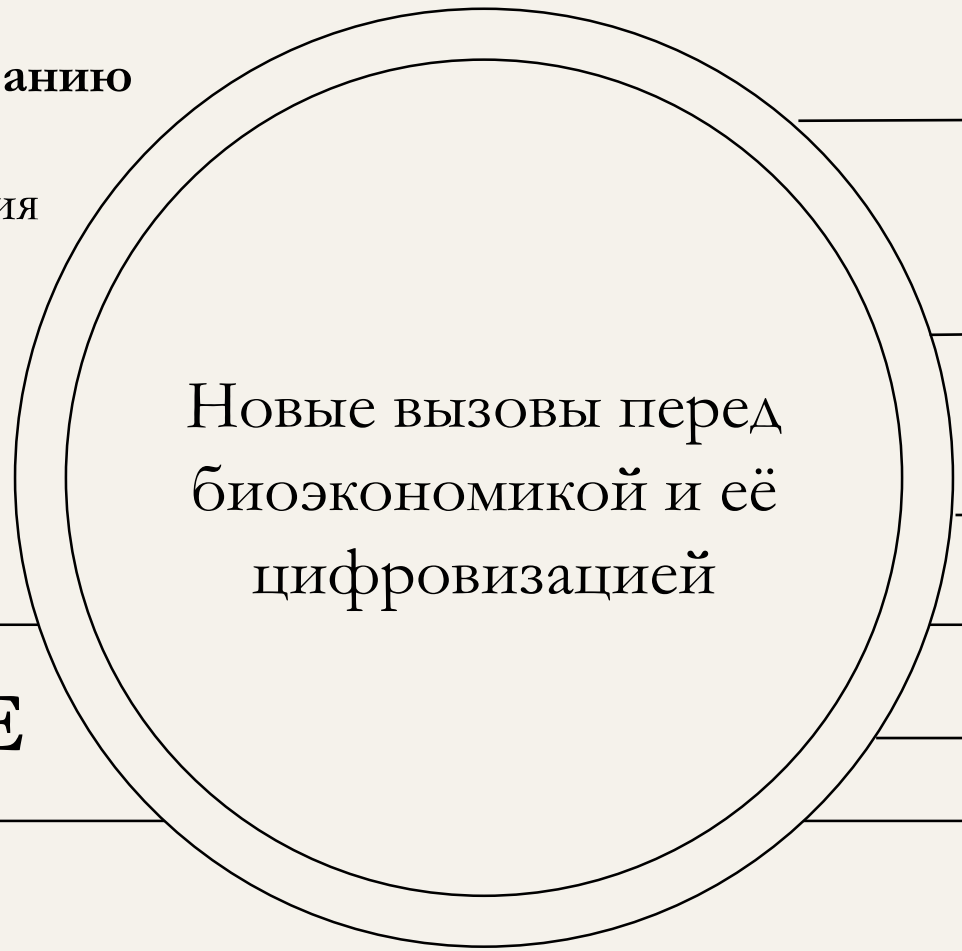 анию
ия
Новые вызовы перед
биоэкономикой и её
цифровизацией
Е